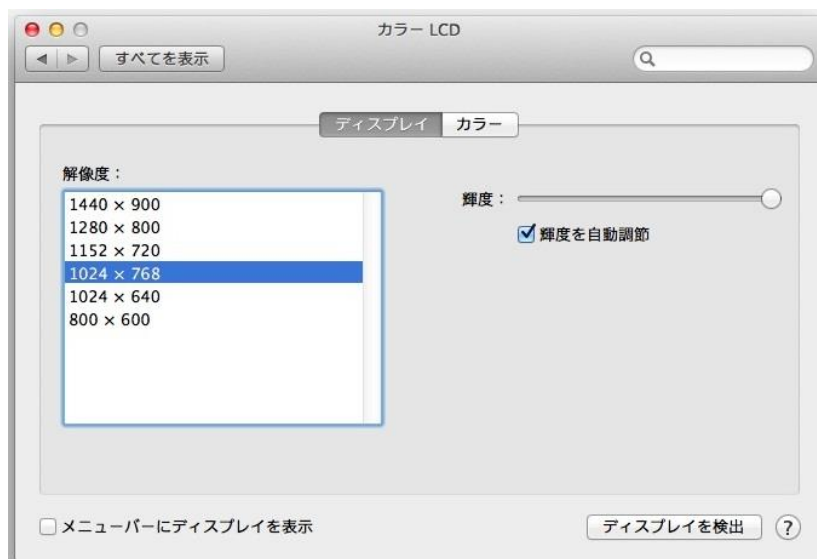 カラー LCD
すべてを表示
ディスプレイ カラー
解像度：
1440 × 900
1280 × 800
1152 × 720
1024 × 768
1024 × 640
800 × 600
輝度：
輝度を自動調節
メニューバーにディスプレイを表示
ディスプレイを検出 ?